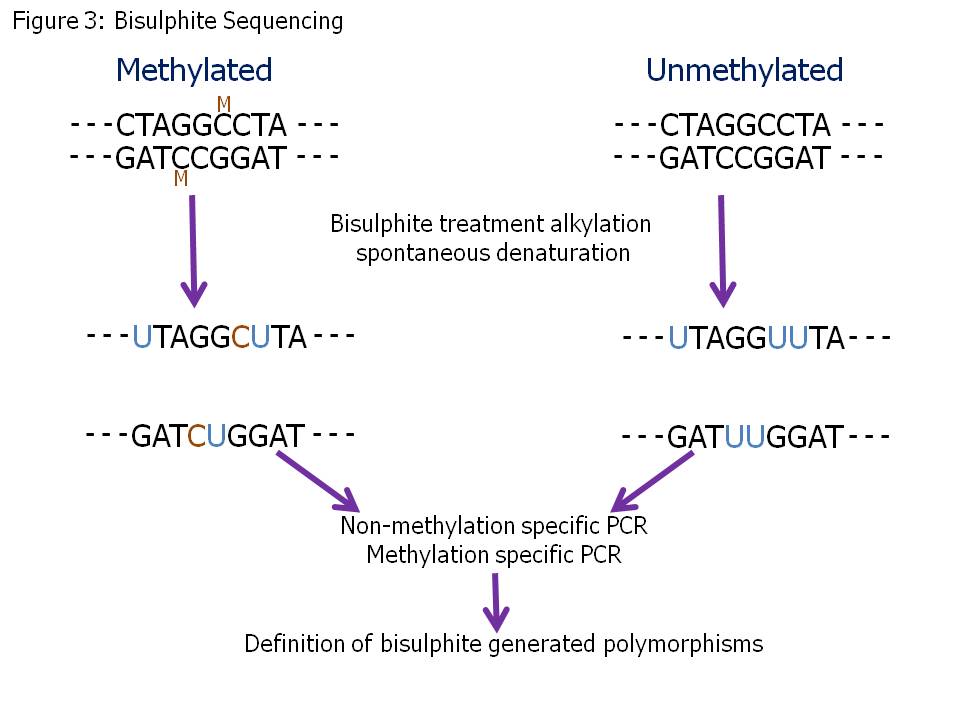 Figure 3: Bisulphite Sequencing
Methylated
Unmethylated
M
---CTAGGCCTA---
---CTAGGCCTA---
---GATCCGGAT---
---GATCCGGAT---
M
Bisulphite treatment alkylation
spontaneous denaturation
---UTAGGCUTA---
---UTAGGUUTA---
---GATCUGGAT---
---GATUUGGAT---
Non-methylation specific PCR
Methylation specific PCR
Definition of bisulphite generated polymorphisms